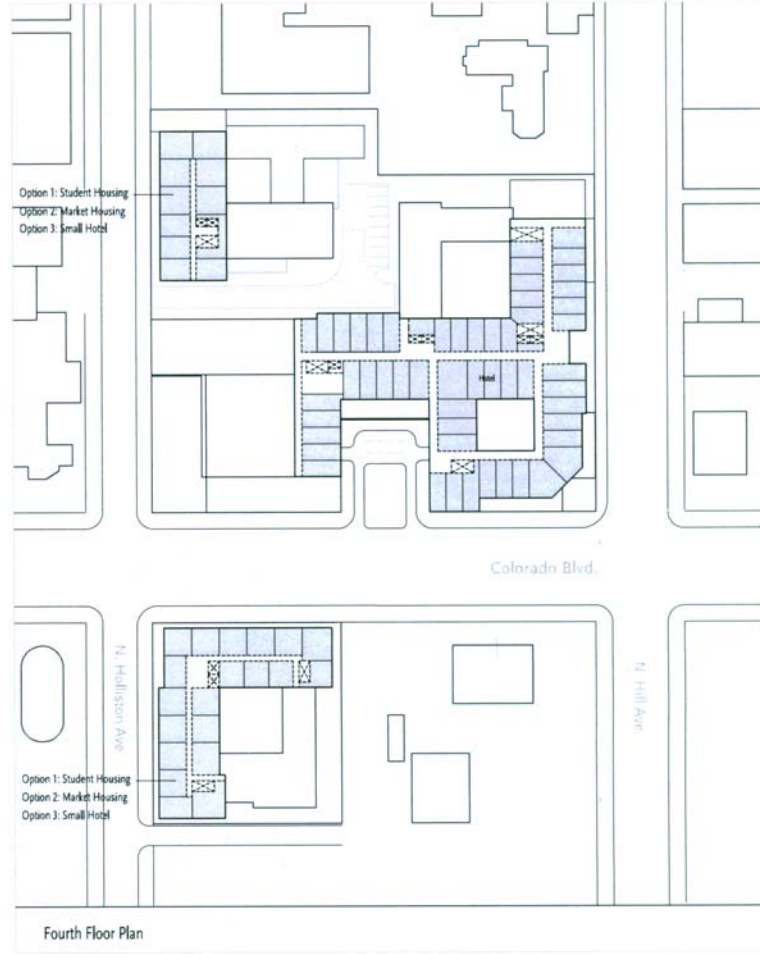 Option 1: Student Housing
Option 2: Market Housing
Option 3: Small Hotel
Hotel
Colorado Blvd.
N. Holliston Ave
N. Hill Ave.
Option 1: Student Housing
Option 2: Market Housing
Option 3: Small Hotel
Fourth Floor Plan